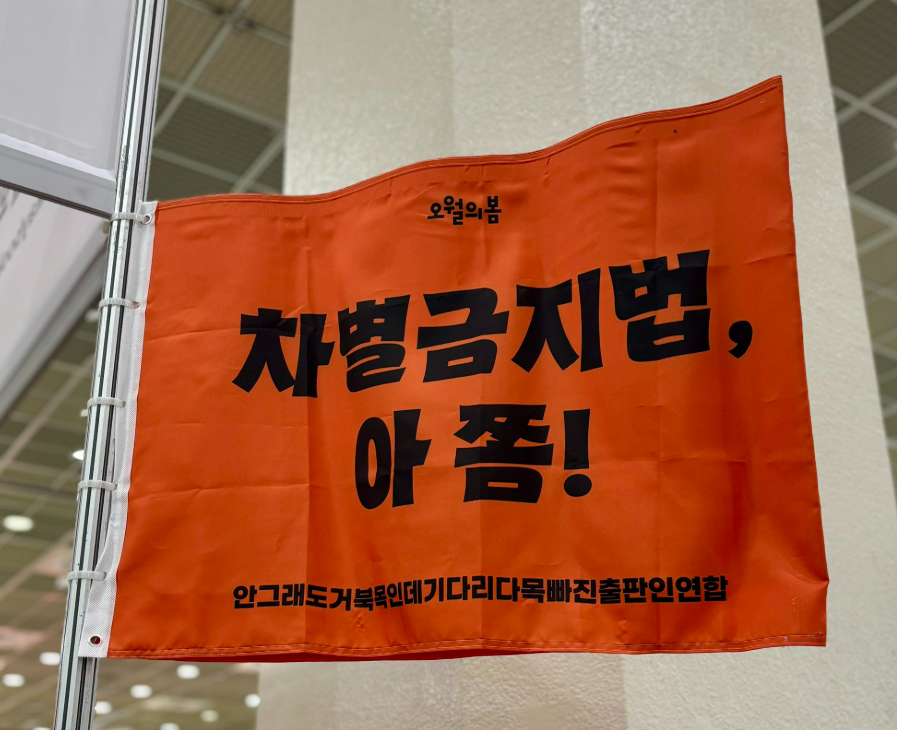 오월의봄
차별금지법,
아 쫌!
안그래도거북목인데기다리다목빠진출판인연합